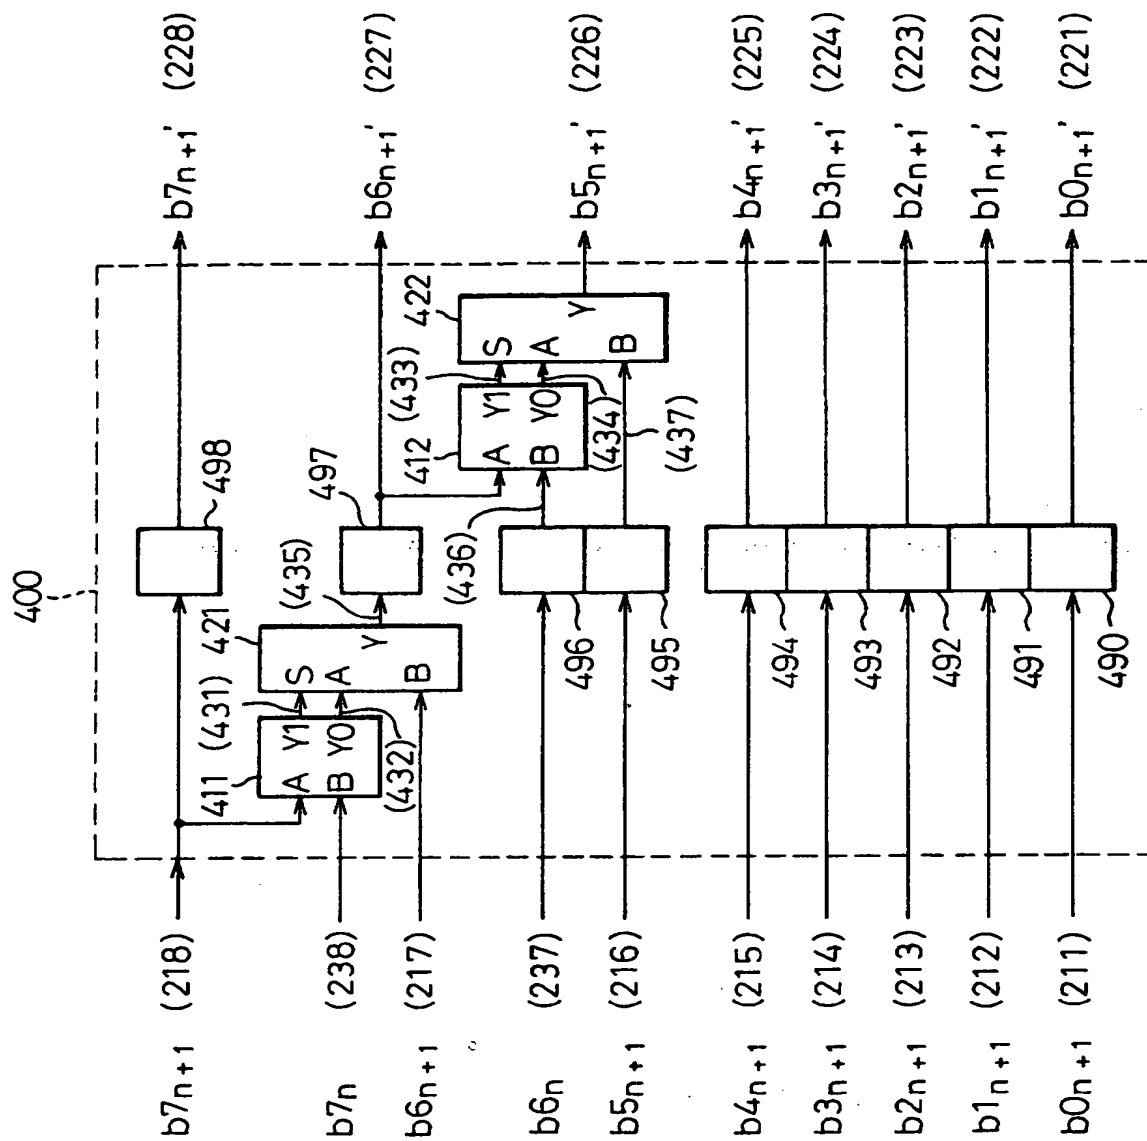 400
b7n+1 (218)
498
b7n+1' (228)
411
A Y1
B Y0
(431)
(432)
421
S
A Y
B
(435)
497
b6n+1' (227)
b7n (238)
b6n+1 (217)
(436)
412
A Y1
B Y0
(433)
(434)
422
S
A Y
B
(437)
b5n+1' (226)
b6n (237)
496
b5n+1 (216)
495
b4n+1 (215)
494
b4n+1' (225)
b3n+1 (214)
493
b3n+1' (224)
b2n+1 (213)
492
b2n+1' (223)
b1n+1 (212)
491
b1n+1' (222)
b0n+1 (211)
490
b0n+1' (221)